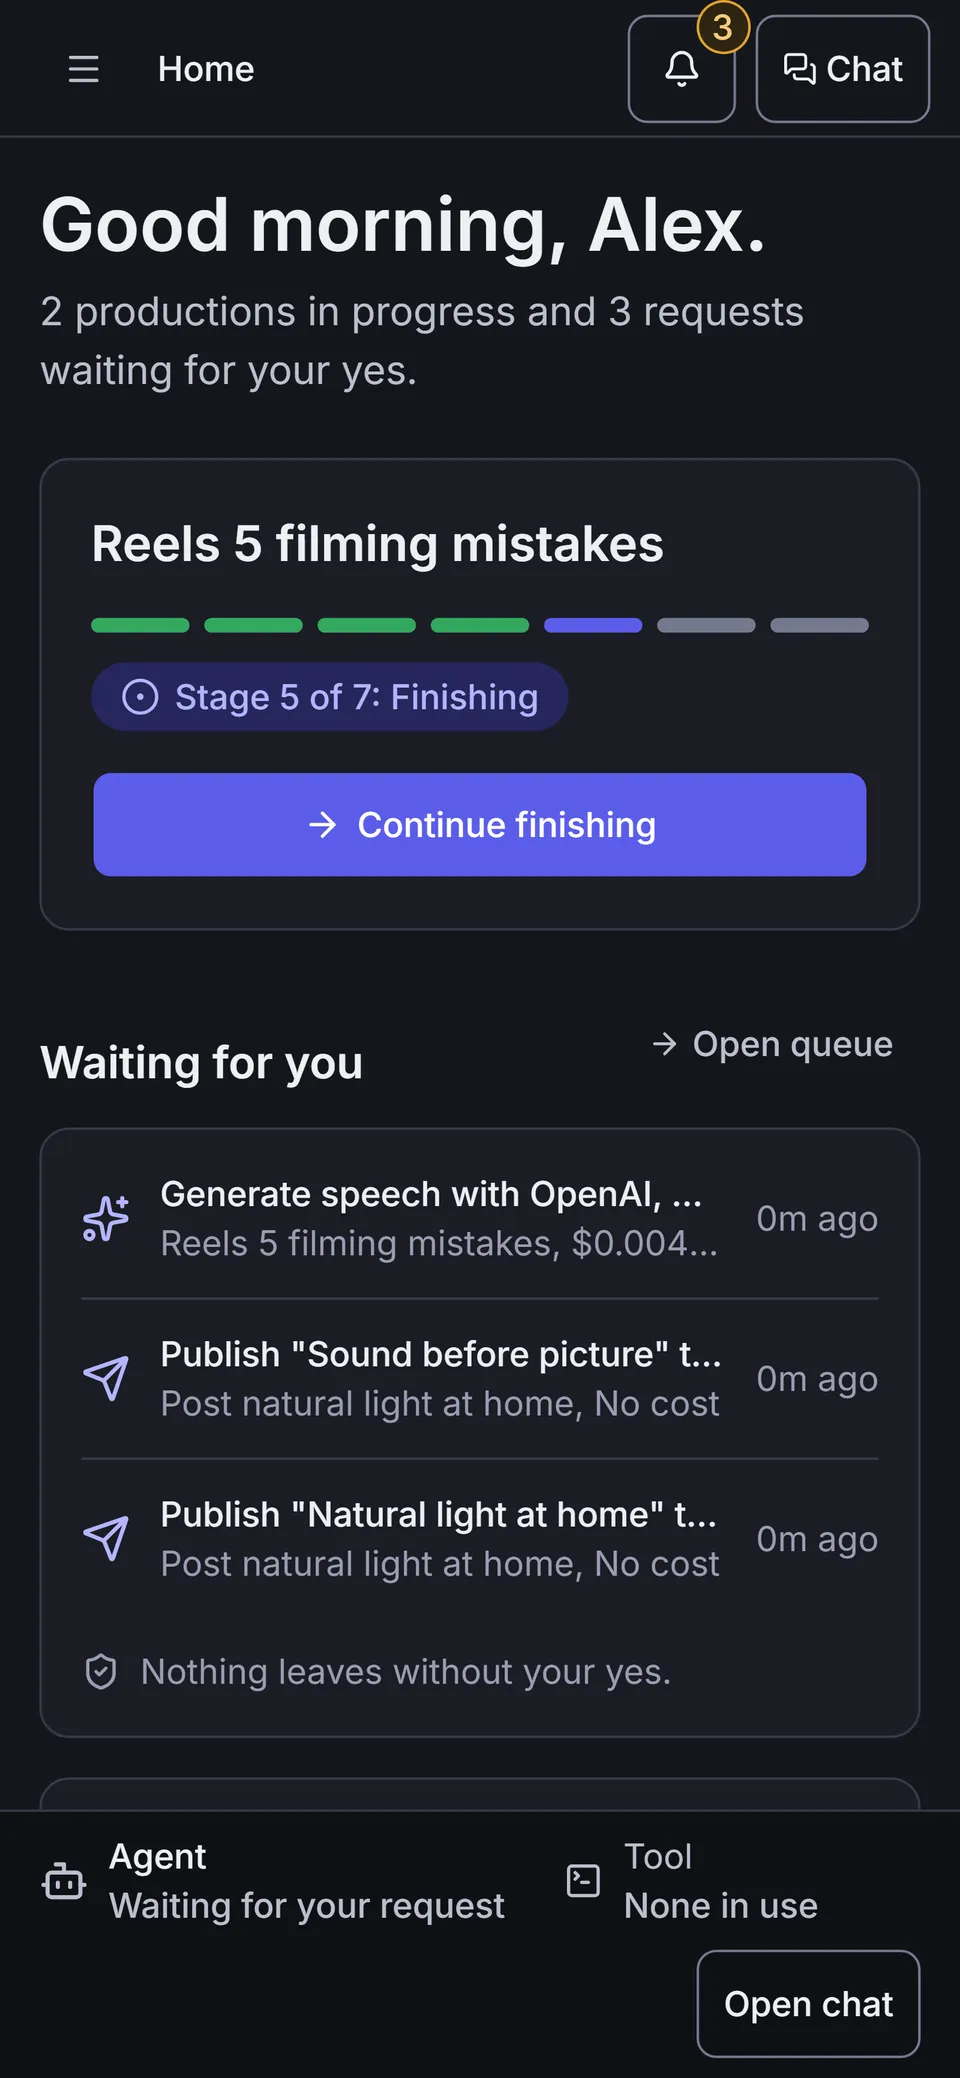 Home
3
Chat
Good morning, Alex.
2 productions in progress and 3 requests
waiting for your yes.
Reels 5 filming mistakes
Stage 5 of 7: Finishing
Continue finishing
Waiting for you
Open queue
Generate speech with OpenAI, ...
Reels 5 filming mistakes, $0.004...
0m ago
Publish "Sound before picture" t...
Post natural light at home, No cost
0m ago
Publish "Natural light at home" t...
Post natural light at home, No cost
0m ago
Nothing leaves without your yes.
Agent
Waiting for your request
Tool
None in use
Open chat